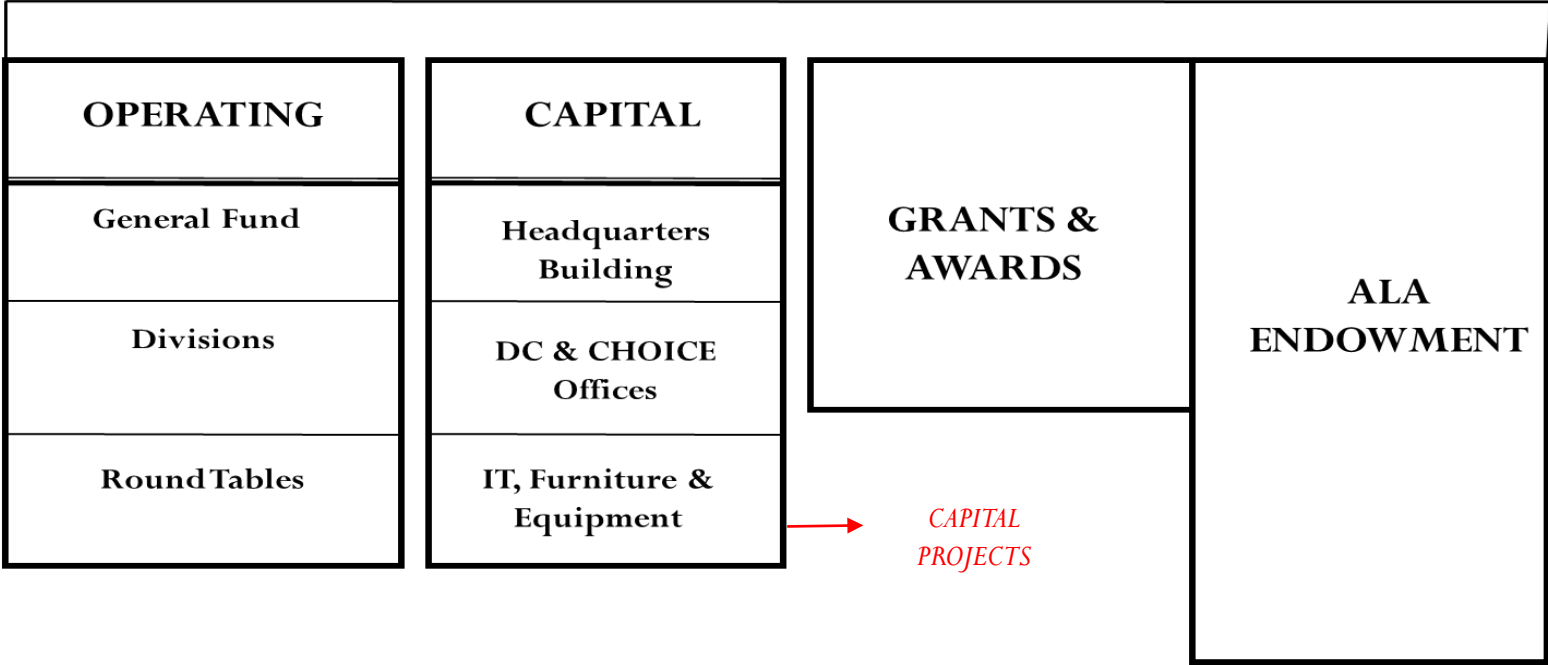 OPERATING
General Fund
Divisions
Round Tables
CAPITAL
Headquarters
Building
DC & CHOICE
Offices
IT, Furniture &
Equipment
GRANTS &
AWARDS
CAPITAL
PROJECTS
ALA
ENDOWMENT